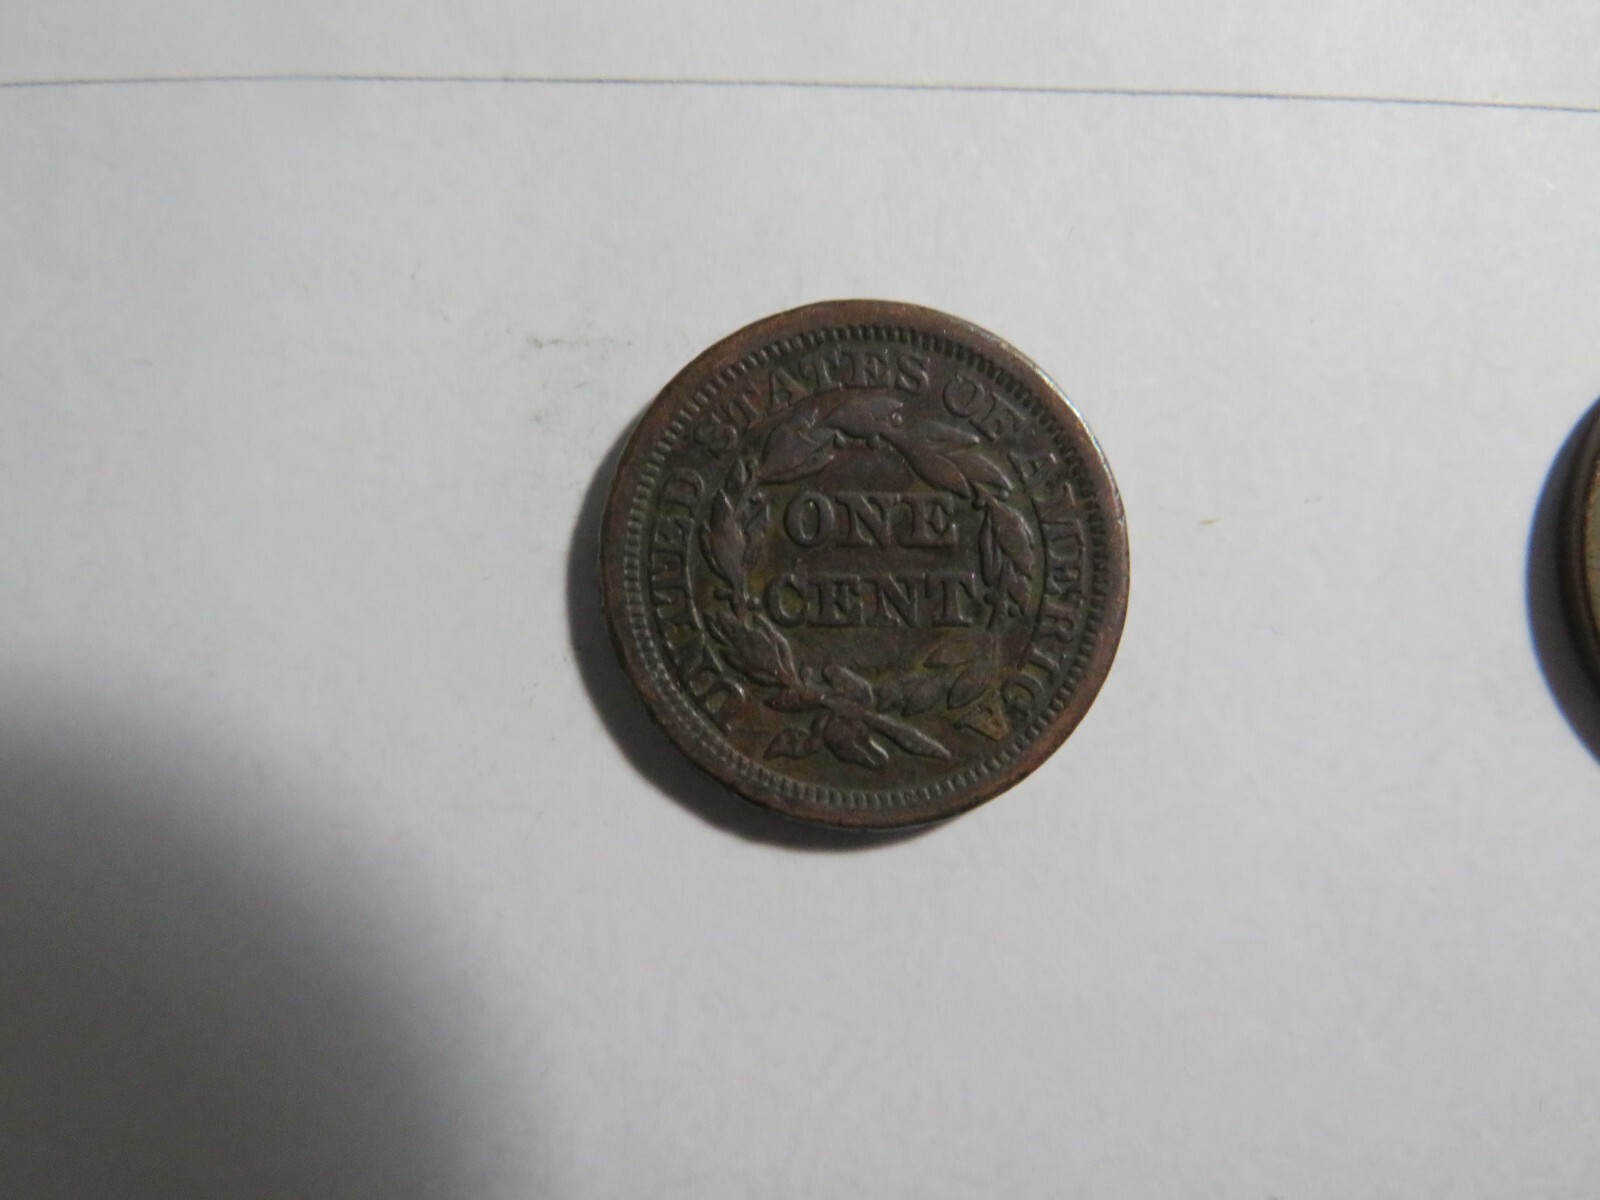 UNITED STATES OF AMERICA
ONE
CENT